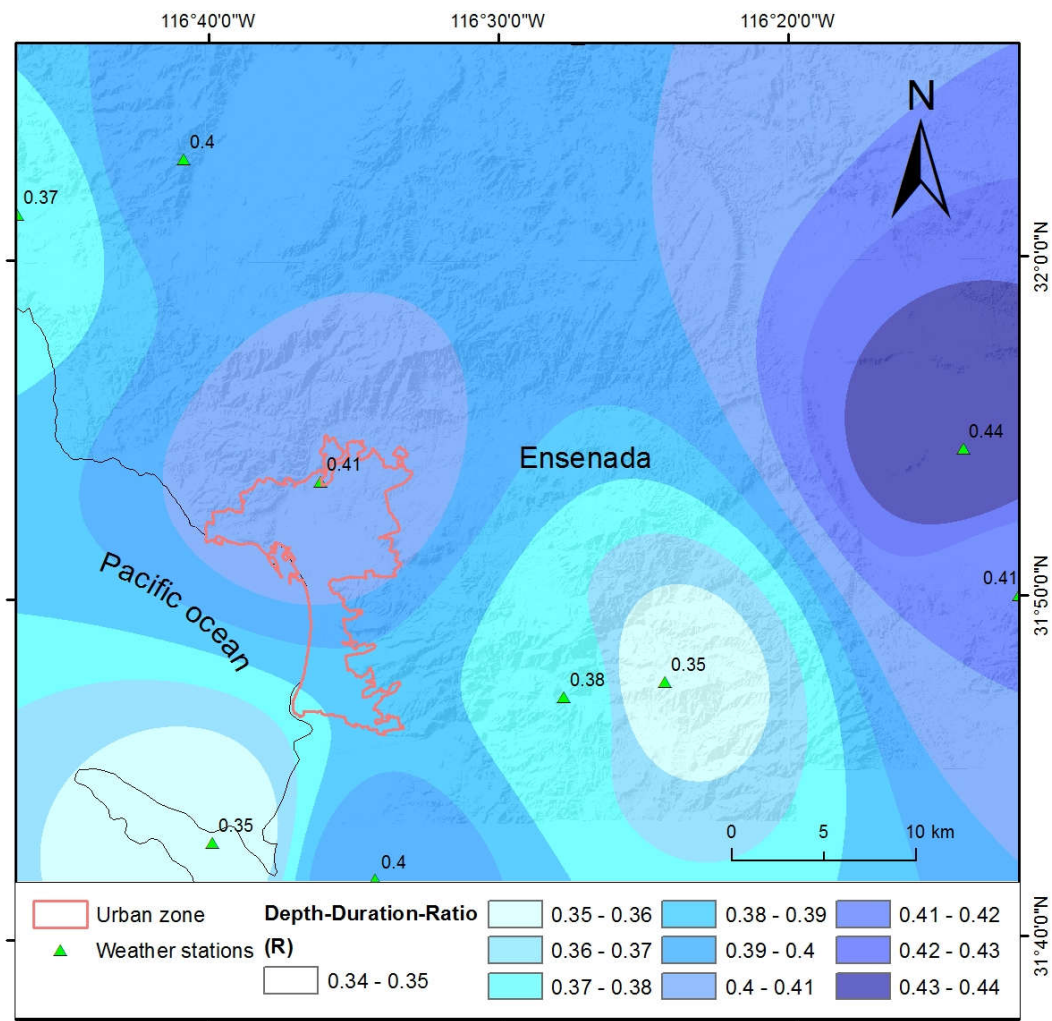 116°40'0"W
116°30'0"W
116°20'0"W
N
0.4
0.37
32°0'0"N
0.44
Ensenada
0.41
Pacific ocean
0.41
31°50'0"N
0.38
0.35
0.35
0 5 10 km
0.4
Urban zone
Weather stations
Depth-Duration-Ratio
(R)
0.34 - 0.35
0.35 - 0.36
0.36 - 0.37
0.37 - 0.38
0.38 - 0.39
0.39 - 0.4
0.4 - 0.41
0.41 - 0.42
0.42 - 0.43
0.43 - 0.44
31°40'0"N